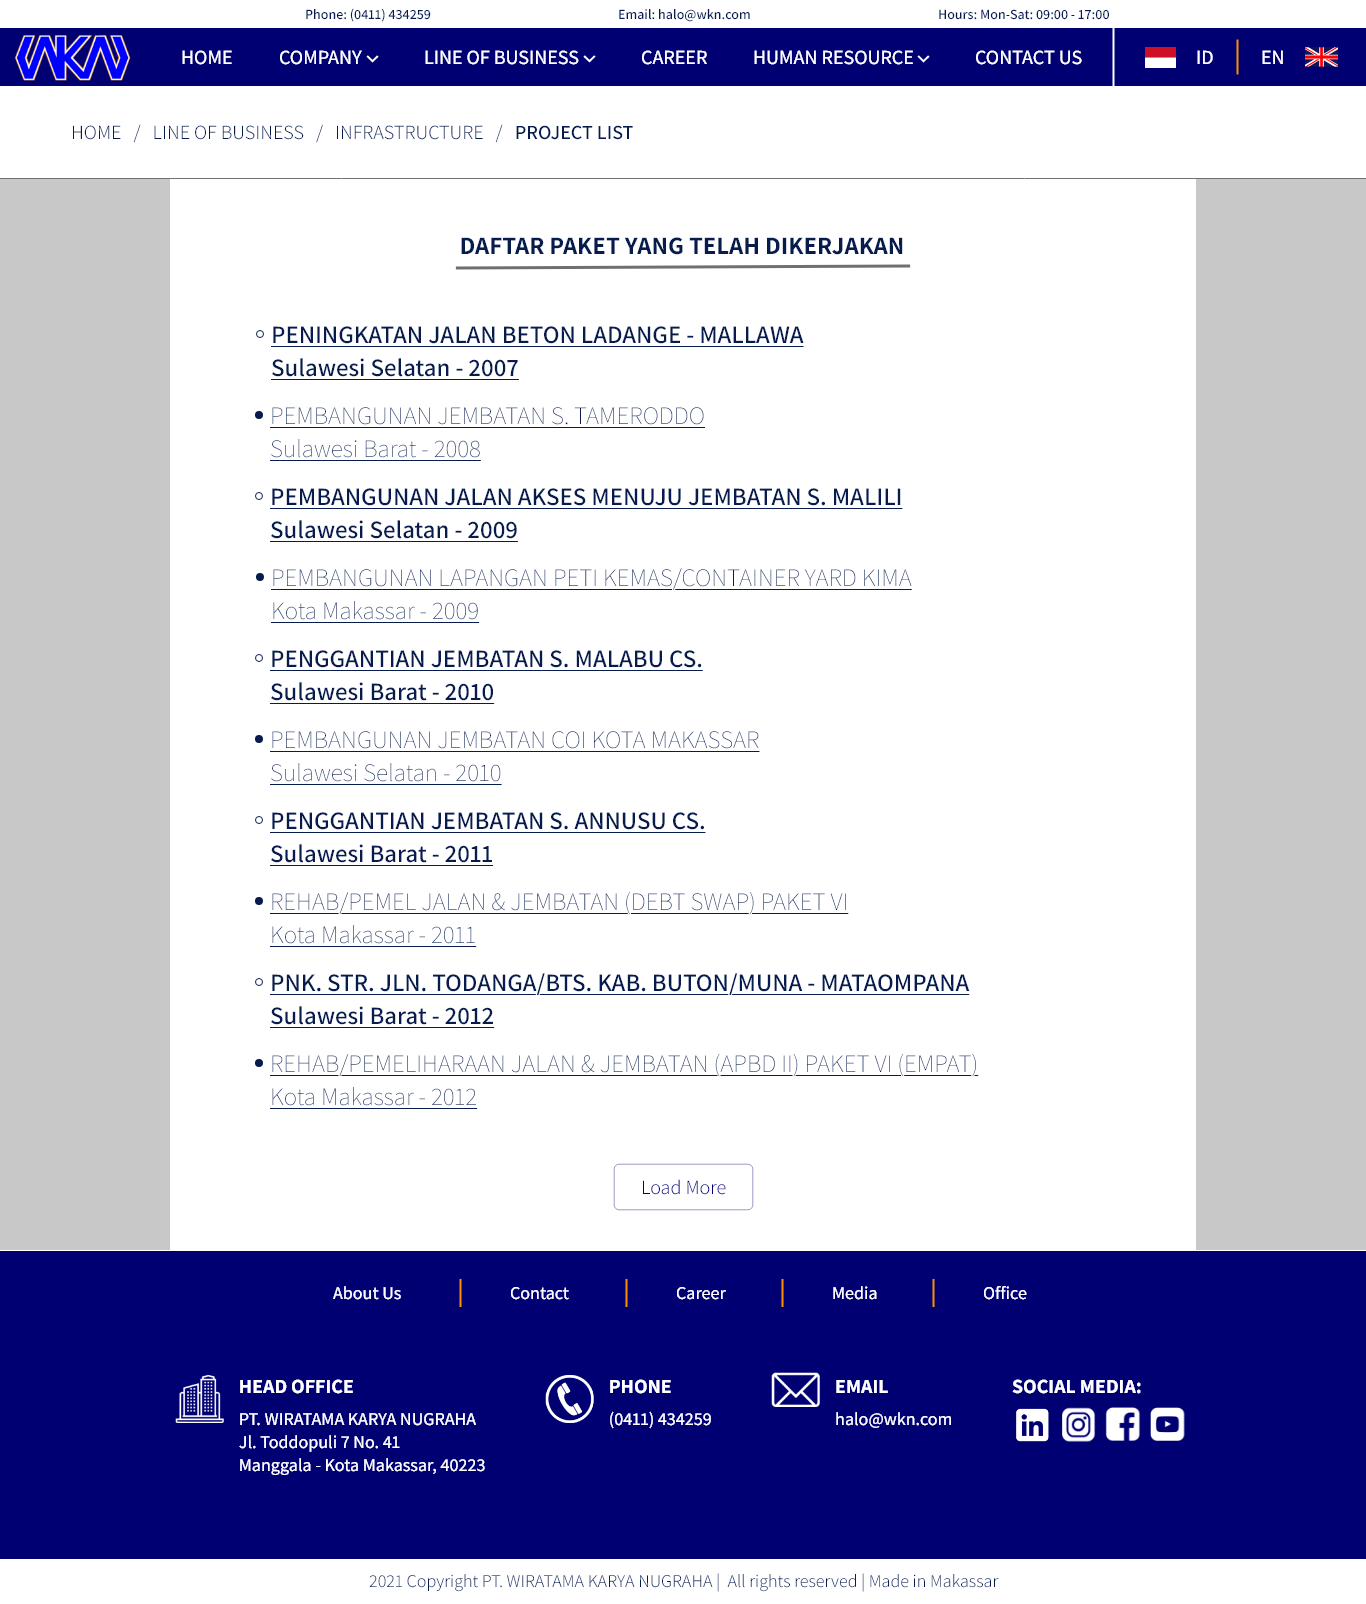 Phone: (0411) 434259
Email: halo@wkn.com
Hours: Mon-Sat: 09:00 - 17:00
WKN
HOME
COMPANY
LINE OF BUSINESS
CAREER
HUMAN RESOURCE
CONTACT US
ID
EN
HOME / LINE OF BUSINESS / INFRASTRUCTURE / PROJECT LIST
DAFTAR PAKET YANG TELAH DIKERJAKAN
PENINGKATAN JALAN BETON LADANGE - MALLAWA
Sulawesi Selatan - 2007
PEMBANGUNAN JEMBATAN S. TAMERODDO
Sulawesi Barat - 2008
PEMBANGUNAN JALAN AKSES MENUJU JEMBATAN S. MALILI
Sulawesi Selatan - 2009
PEMBANGUNAN LAPANGAN PETI KEMAS/CONTAINER YARD KIMA
Kota Makassar - 2009
PENGGANTIAN JEMBATAN S. MALABU CS.
Sulawesi Barat - 2010
PEMBANGUNAN JEMBATAN COI KOTA MAKASSAR
Sulawesi Selatan - 2010
PENGGANTIAN JEMBATAN S. ANNUSU CS.
Sulawesi Barat - 2011
REHAB/PEMEL JALAN & JEMBATAN (DEBT SWAP) PAKET VI
Kota Makassar - 2011
PNK. STR. JLN. TODANGA/BTS. KAB. BUTON/MUNA - MATAOMPANA
Sulawesi Barat - 2012
REHAB/PEMELIHARAAN JALAN & JEMBATAN (APBD II) PAKET VI (EMPAT)
Kota Makassar - 2012
Load More
About Us
Contact
Career
Media
Office
HEAD OFFICE
PT. WIRATAMA KARYA NUGRAHA
Jl. Toddopuli 7 No. 41
Manggala - Kota Makassar, 40223
PHONE
(0411) 434259
EMAIL
halo@wkn.com
SOCIAL MEDIA:
2021 Copyright PT. WIRATAMA KARYA NUGRAHA | All rights reserved | Made in Makassar